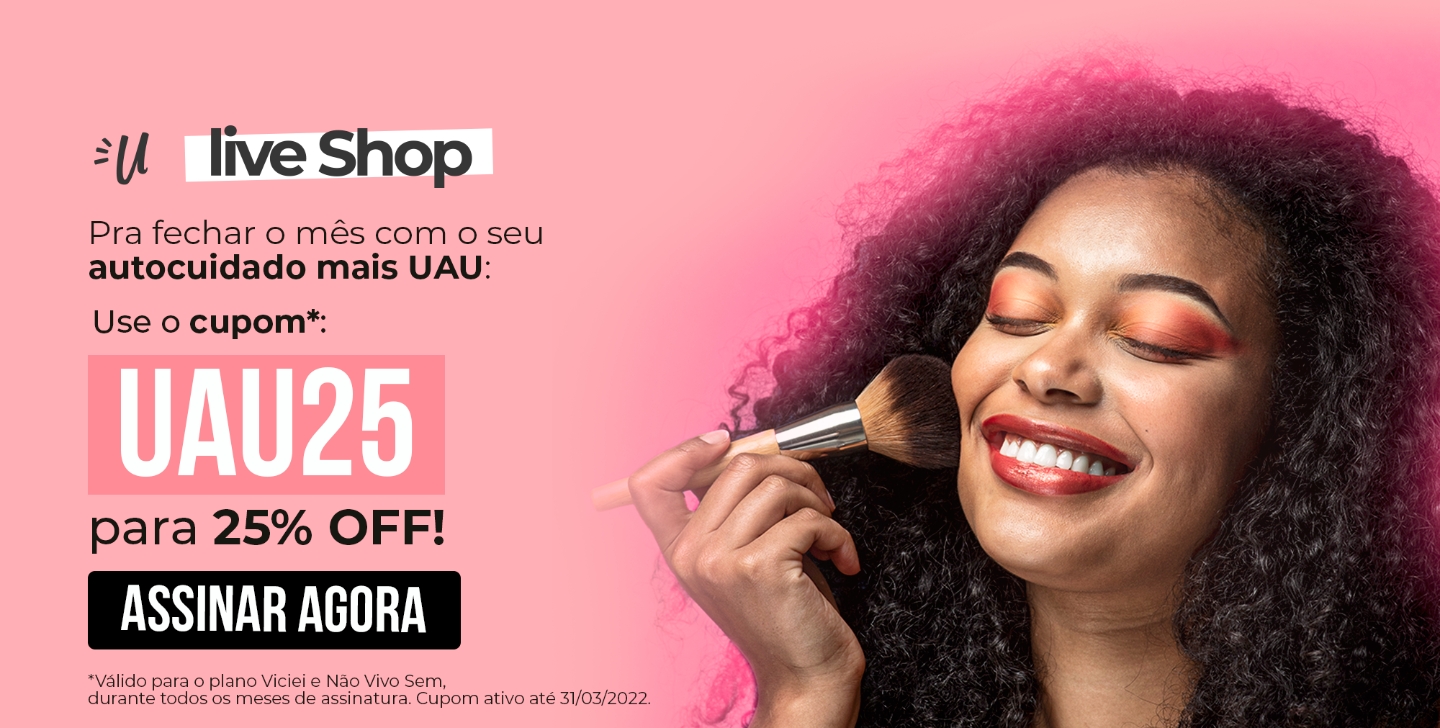 U live Shop
Pra fechar o mês com o seu
autocuidado mais UAU:
Use o cupom*:
UAU25
para 25% OFF!
ASSINAR AGORA
*Válido para o plano Viciei e Não Vivo Sem,
durante todos os meses de assinatura. Cupom ativo até 31/03/2022.